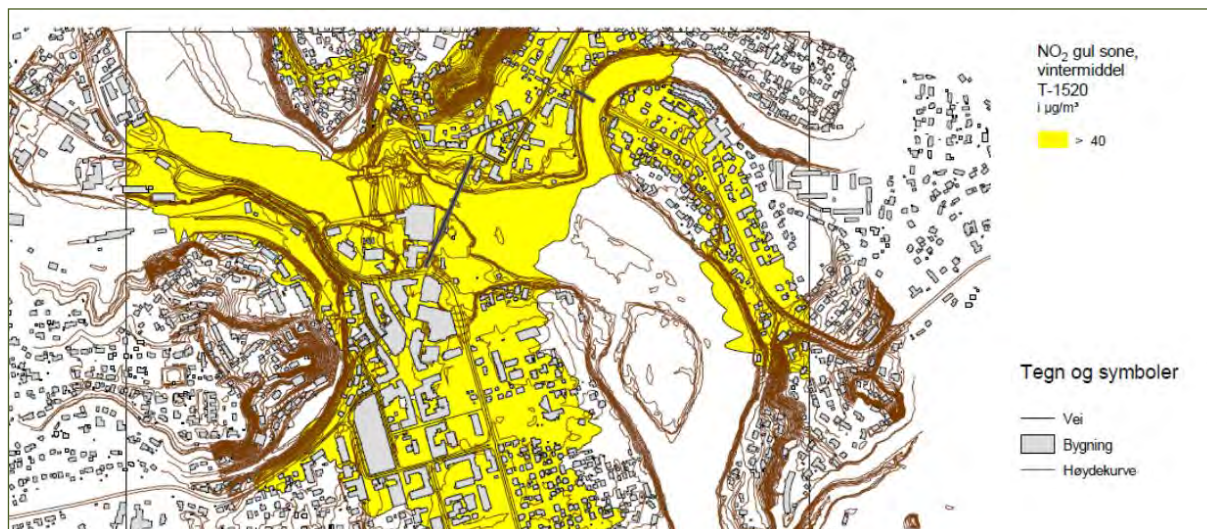 NO₂ gul sone,
vintermiddel
T-1520
i µg/m³
> 40
Tegn og symboler
Vei
Bygning
Høydekurve